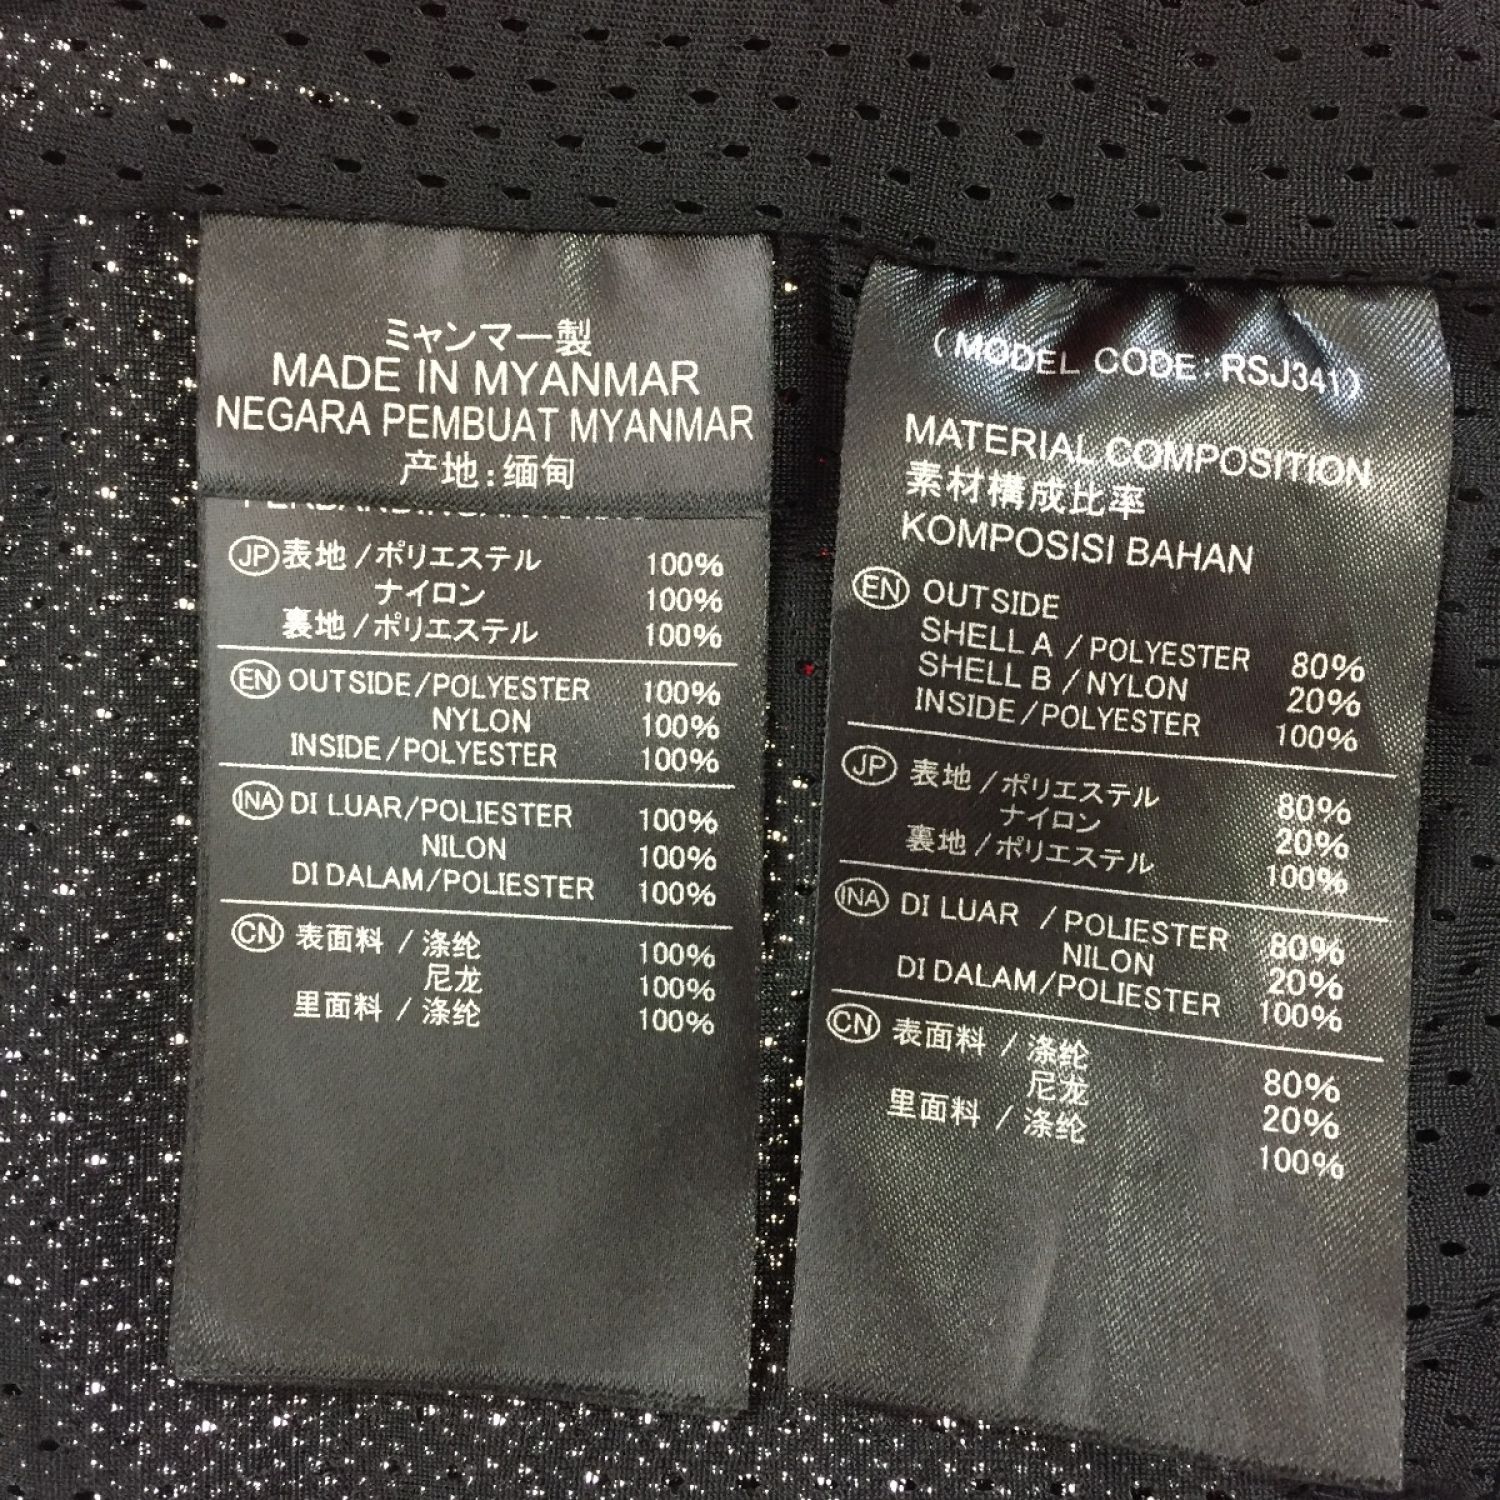 ミャンマー製
MADE IN MYANMAR
NEGARA PEMBUAT MYANMAR
产地:缅甸
JP 表地/ポリエステル 100%
ナイロン 100%
裏地/ポリエステル 100%
EN OUTSIDE/POLYESTER 100%
NYLON 100%
INSIDE/POLYESTER 100%
INA DI LUAR/POLIESTER 100%
NILON 100%
DI DALAM/POLIESTER 100%
CN 表面料 / 涤纶 100%
尼龙 100%
里面料 / 涤纶 100%
(MODEL CODE: RSJ341)
MATERIAL COMPOSITION
素材構成比率
KOMPOSISI BAHAN
EN OUTSIDE
SHELL A /POLYESTER 80%
SHELL B /NYLON 20%
INSIDE/POLYESTER 100%
JP 表地/ポリエステル 80%
ナイロン 20%
裏地/ポリエステル 100%
INA DI LUAR /POLIESTER 80%
NILON 20%
DI DALAM/POLIESTER 100%
CN 表面料 / 涤纶 80%
尼龙 20%
里面料 / 涤纶 100%